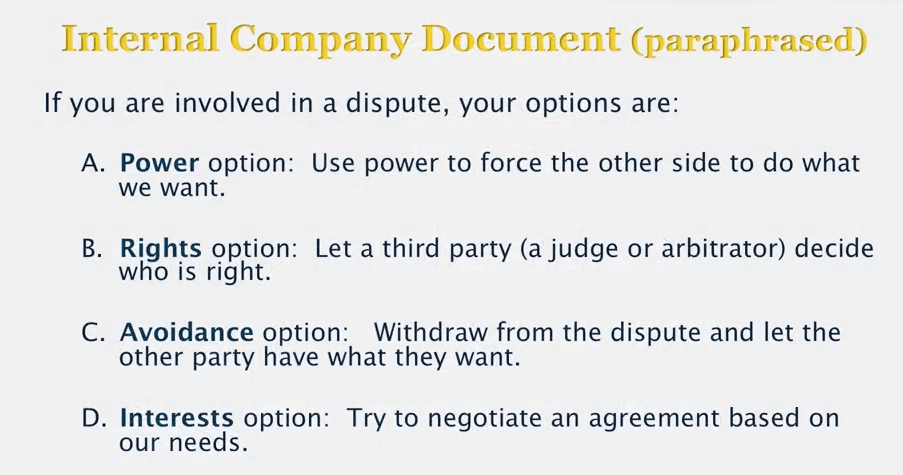 Internal Company Document (paraphrased)
If you are involved in a dispute, your options are:
A. Power option: Use power to force the other side to do what
we want.
B. Rights option: Let a third party (a judge or arbitrator) decide
who is right.
C. Avoidance option: Withdraw from the dispute and let the
other party have what they want.
D. Interests option: Try to negotiate an agreement based on
our needs.